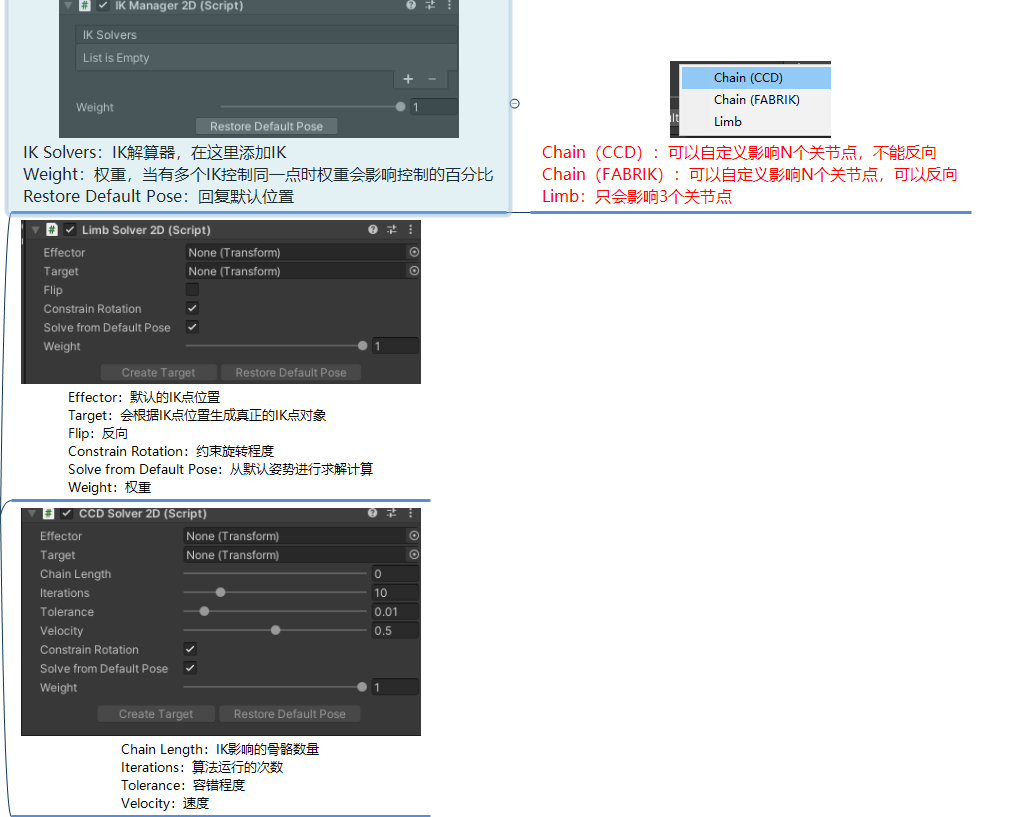 IK Manager 2D (Script)
IK Solvers
List is Empty
Weight 1
Restore Default Pose
IK Solvers：IK解算器，在这里添加IK
Weight：权重，当有多个IK控制同一点时权重会影响控制的百分比
Restore Default Pose：回复默认位置
Chain (CCD)
Chain (FABRIK)
Limb
Chain（CCD）：可以自定义影响N个关节点，不能反向
Chain（FABRIK）：可以自定义影响N个关节点，可以反向
Limb：只会影响3个关节点
Limb Solver 2D (Script)
Effector None (Transform)
Target None (Transform)
Flip
Constrain Rotation
Solve from Default Pose
Weight 1
Create Target Restore Default Pose
Effector：默认的IK点位置
Target：会根据IK点位置生成真正的IK点对象
Flip：反向
Constrain Rotation：约束旋转程度
Solve from Default Pose：从默认姿势进行求解计算
Weight：权重
CCD Solver 2D (Script)
Effector None (Transform)
Target None (Transform)
Chain Length 0
Iterations 10
Tolerance 0.01
Velocity 0.5
Constrain Rotation
Solve from Default Pose
Weight 1
Create Target Restore Default Pose
Chain Length：IK影响的骨骼数量
Iterations：算法运行的次数
Tolerance：容错程度
Velocity：速度